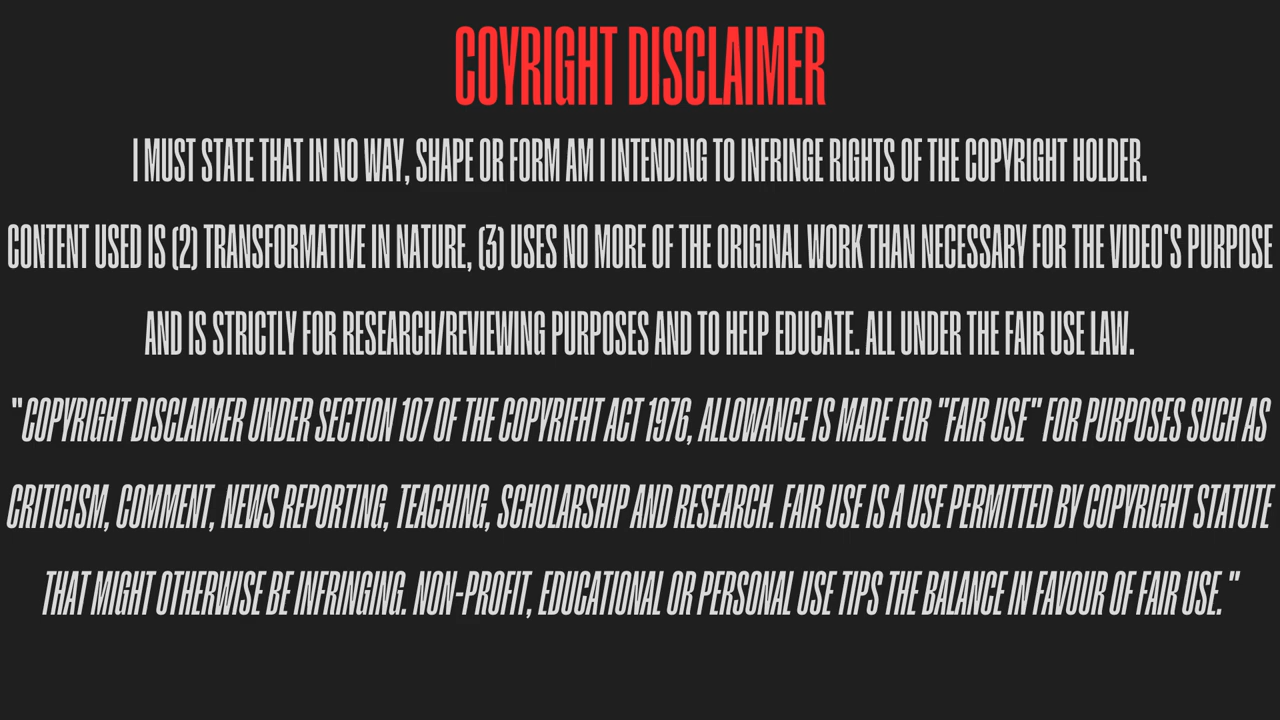 COYRIGHT DISCLAIMER
I MUST STATE THAT IN NO WAY, SHAPE OR FORM AM I INTENDING TO INFRINGE RIGHTS OF THE COPYRIGHT HOLDER.
CONTENT USED IS (2) TRANSFORMATIVE IN NATURE, (3) USES NO MORE OF THE ORIGINAL WORK THAN NECESSARY FOR THE VIDEO'S PURPOSE
AND IS STRICTLY FOR RESEARCH/REVIEWING PURPOSES AND TO HELP EDUCATE. ALL UNDER THE FAIR USE LAW.
"COPYRIGHT DISCLAIMER UNDER SECTION 107 OF THE COPYRIFHT ACT 1976, ALLOWANCE IS MADE FOR "FAIR USE" FOR PURPOSES SUCH AS
CRITICISM, COMMENT, NEWS REPORTING, TEACHING, SCHOLARSHIP AND RESEARCH. FAIR USE IS A USE PERMITTED BY COPYRIGHT STATUTE
THAT MIGHT OTHERWISE BE INFRINGING. NON-PROFIT, EDUCATIONAL OR PERSONAL USE TIPS THE BALANCE IN FAVOUR OF FAIR USE."